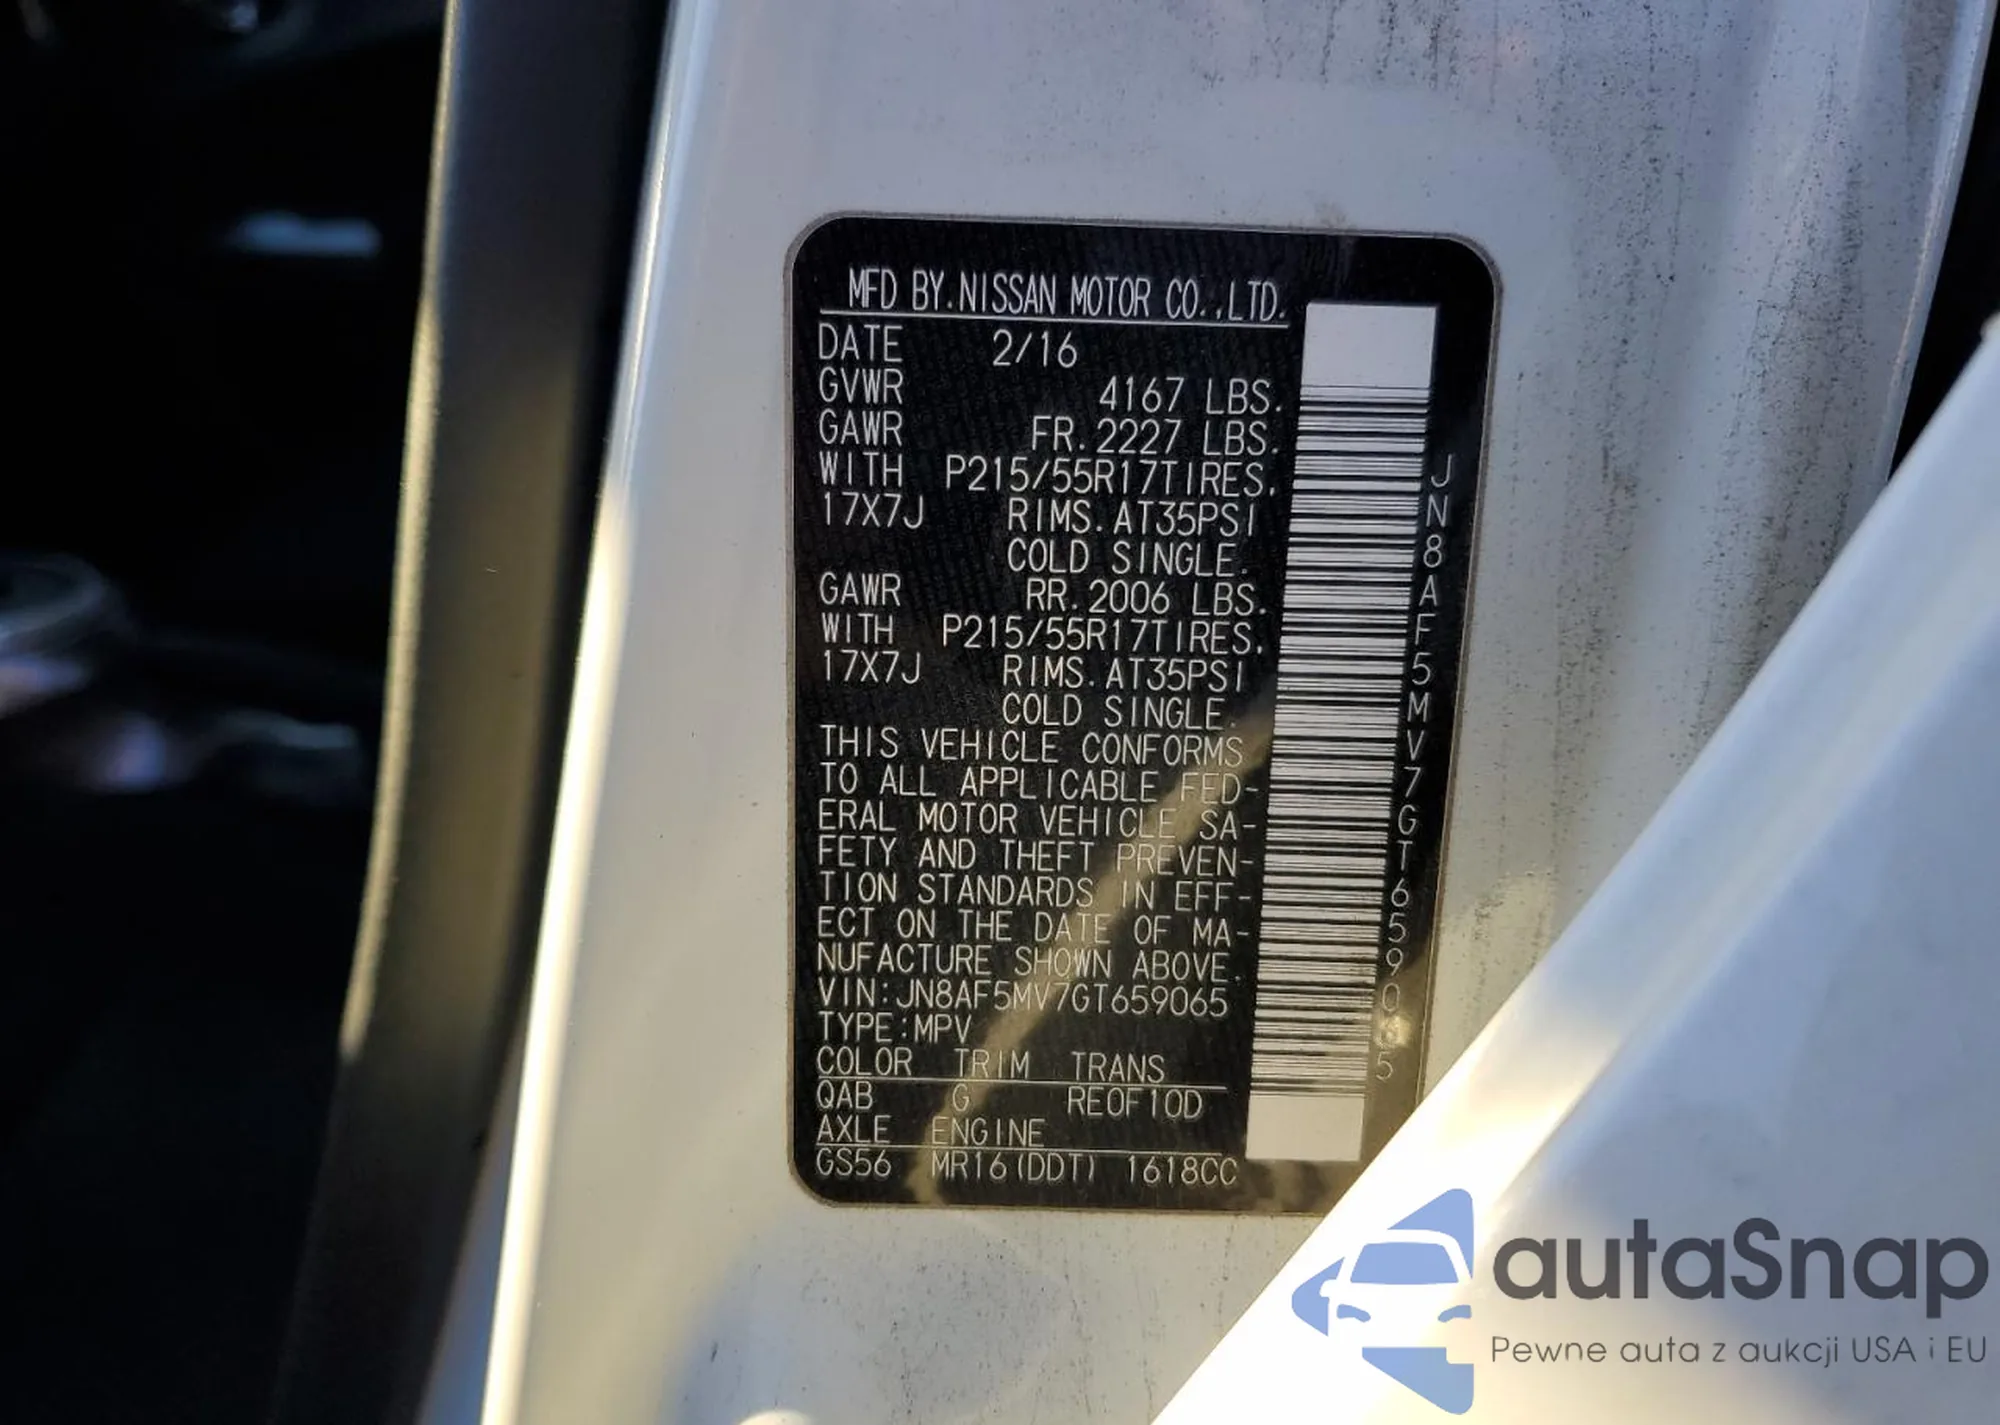 MFD BY.NISSAN MOTOR CO.,LTD.
DATE 2/16
GVWR 4167 LBS.
GAWR FR.2227 LBS.
WITH P215/55R17TIRES,
17X7J RIMS.AT35PSI
COLD SINGLE.
GAWR RR.2006 LBS.
WITH P215/55R17TIRES,
17X7J RIMS.AT35PSI
COLD SINGLE.
THIS VEHICLE CONFORMS
TO ALL APPLICABLE FED-
ERAL MOTOR VEHICLE SA-
FETY AND THEFT PREVEN-
TION STANDARDS IN EFF-
ECT ON THE DATE OF MA-
NUFACTURE SHOWN ABOVE.
VIN:JN8AF5MV7GT659065
TYPE:MPV
COLOR TRIM TRANS
QAB G RE0F10D
AXLE ENGINE
GS56 MR16(DDT) 1618CC
JN8AF5MV7GT659065
autaSnap
Pewne auta z aukcji USA i EU